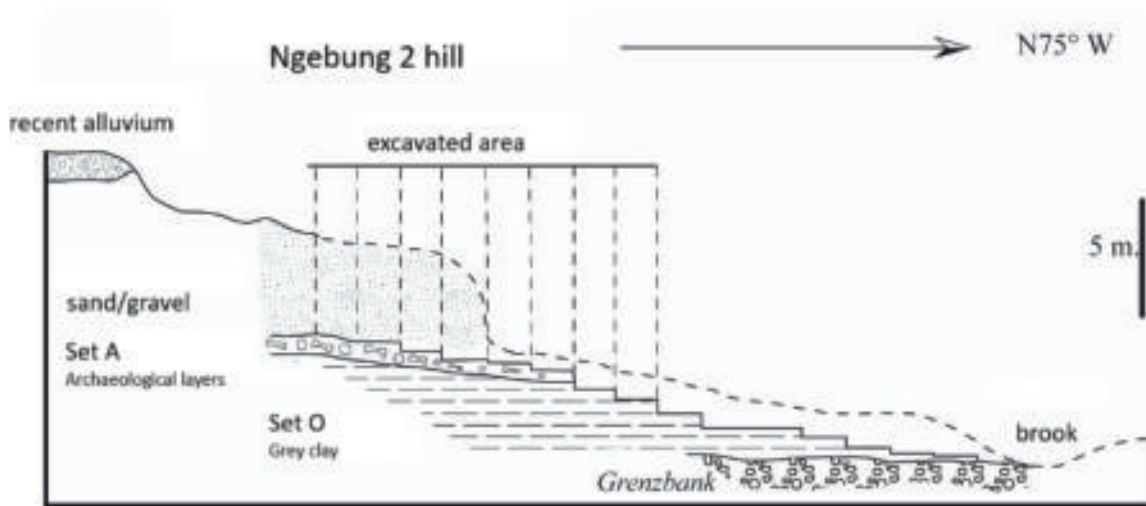 Ngebung 2 hill
N75° W
recent alluvium
excavated area
5 m.
sand/gravel
Set A
Archaeological layers
Set O
Grey clay
brook
Grenzbank